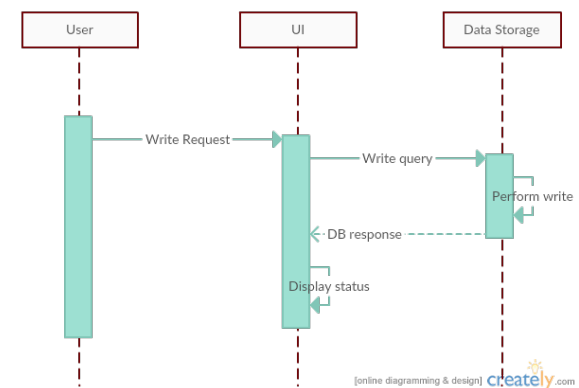 User
UI
Data Storage
Write Request
Write query
Perform write
DB response
Display status
[online diagramming & design] creately.com